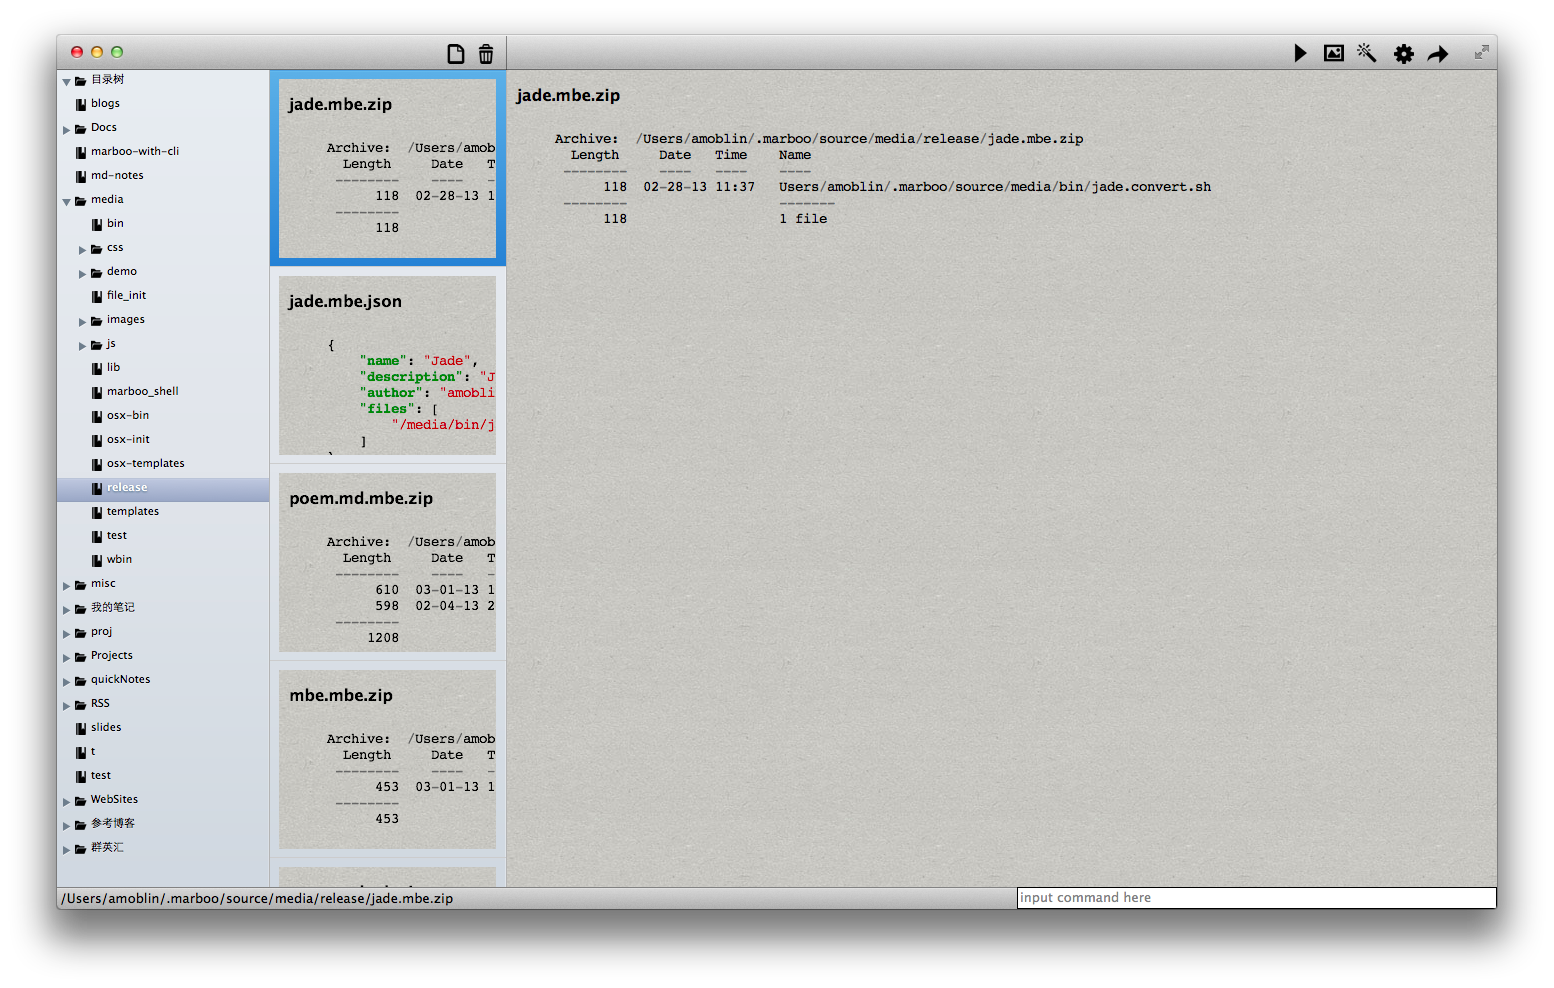 目录树
blogs
Docs
marboo-with-cli
md-notes
media
bin
css
demo
file_init
images
js
lib
marboo_shell
osx-bin
osx-init
osx-templates
release
templates
test
wbin
misc
我的笔记
proj
Projects
quickNotes
RSS
slides
t
test
WebSites
参考博客
群英汇
jade.mbe.zip
Archive: /Users/amob
Length Date T
-------- ---- -
118 02-28-13 1
--------
118
jade.mbe.json
{
"name": "Jade",
"description": "J
"author": "amobli
"files": [
"/media/bin/j
]
poem.md.mbe.zip
Archive: /Users/amob
Length Date T
-------- ---- -
610 03-01-13 1
598 02-04-13 2
--------
1208
mbe.mbe.zip
Archive: /Users/amob
Length Date T
-------- ---- -
453 03-01-13 1
--------
453
jade.mbe.zip
Archive: /Users/amoblin/.marboo/source/media/release/jade.mbe.zip
Length Date Time Name
-------- ---- ---- ----
118 02-28-13 11:37 Users/amoblin/.marboo/source/media/bin/jade.convert.sh
-------- -------
118 1 file
/Users/amoblin/.marboo/source/media/release/jade.mbe.zip
input command here